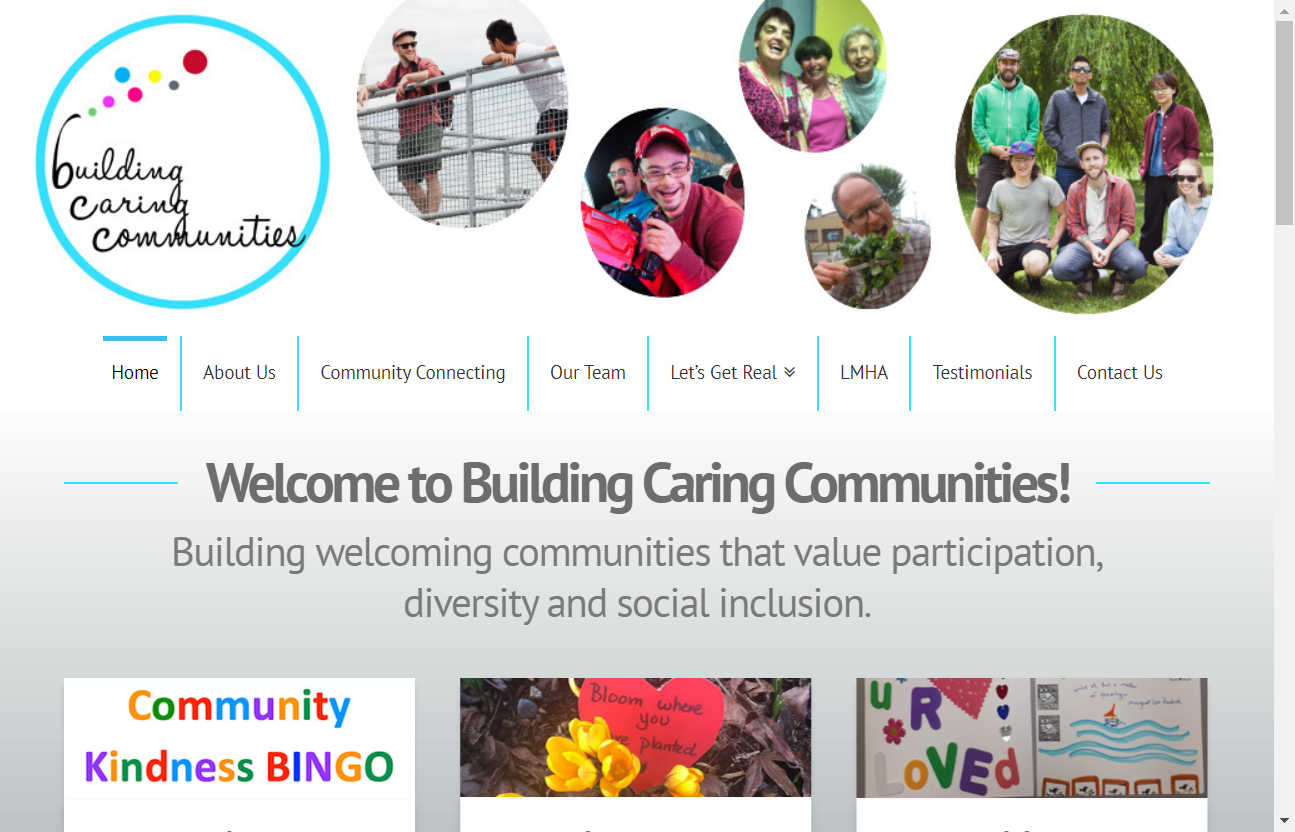 building
caring
communities
Home
About Us
Community Connecting
Our Team
Let's Get Real
LMHA
Testimonials
Contact Us
Welcome to Building Caring Communities!
Building welcoming communities that value participation,
diversity and social inclusion.
Community
Kindness BINGO
Bloom where
you
are planted
u R
LOVEd